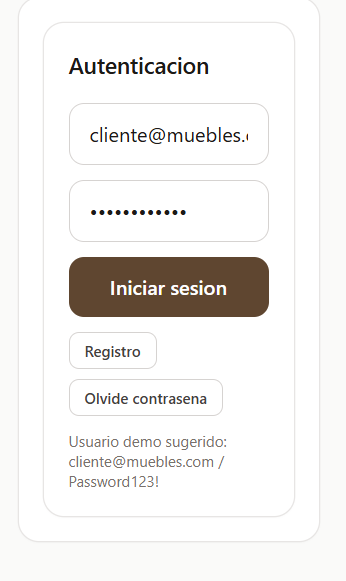 Autenticacion
cliente@muebles.c
••••••••••••
Iniciar sesion
Registro
Olvide contrasena
Usuario demo sugerido:
cliente@muebles.com /
Password123!